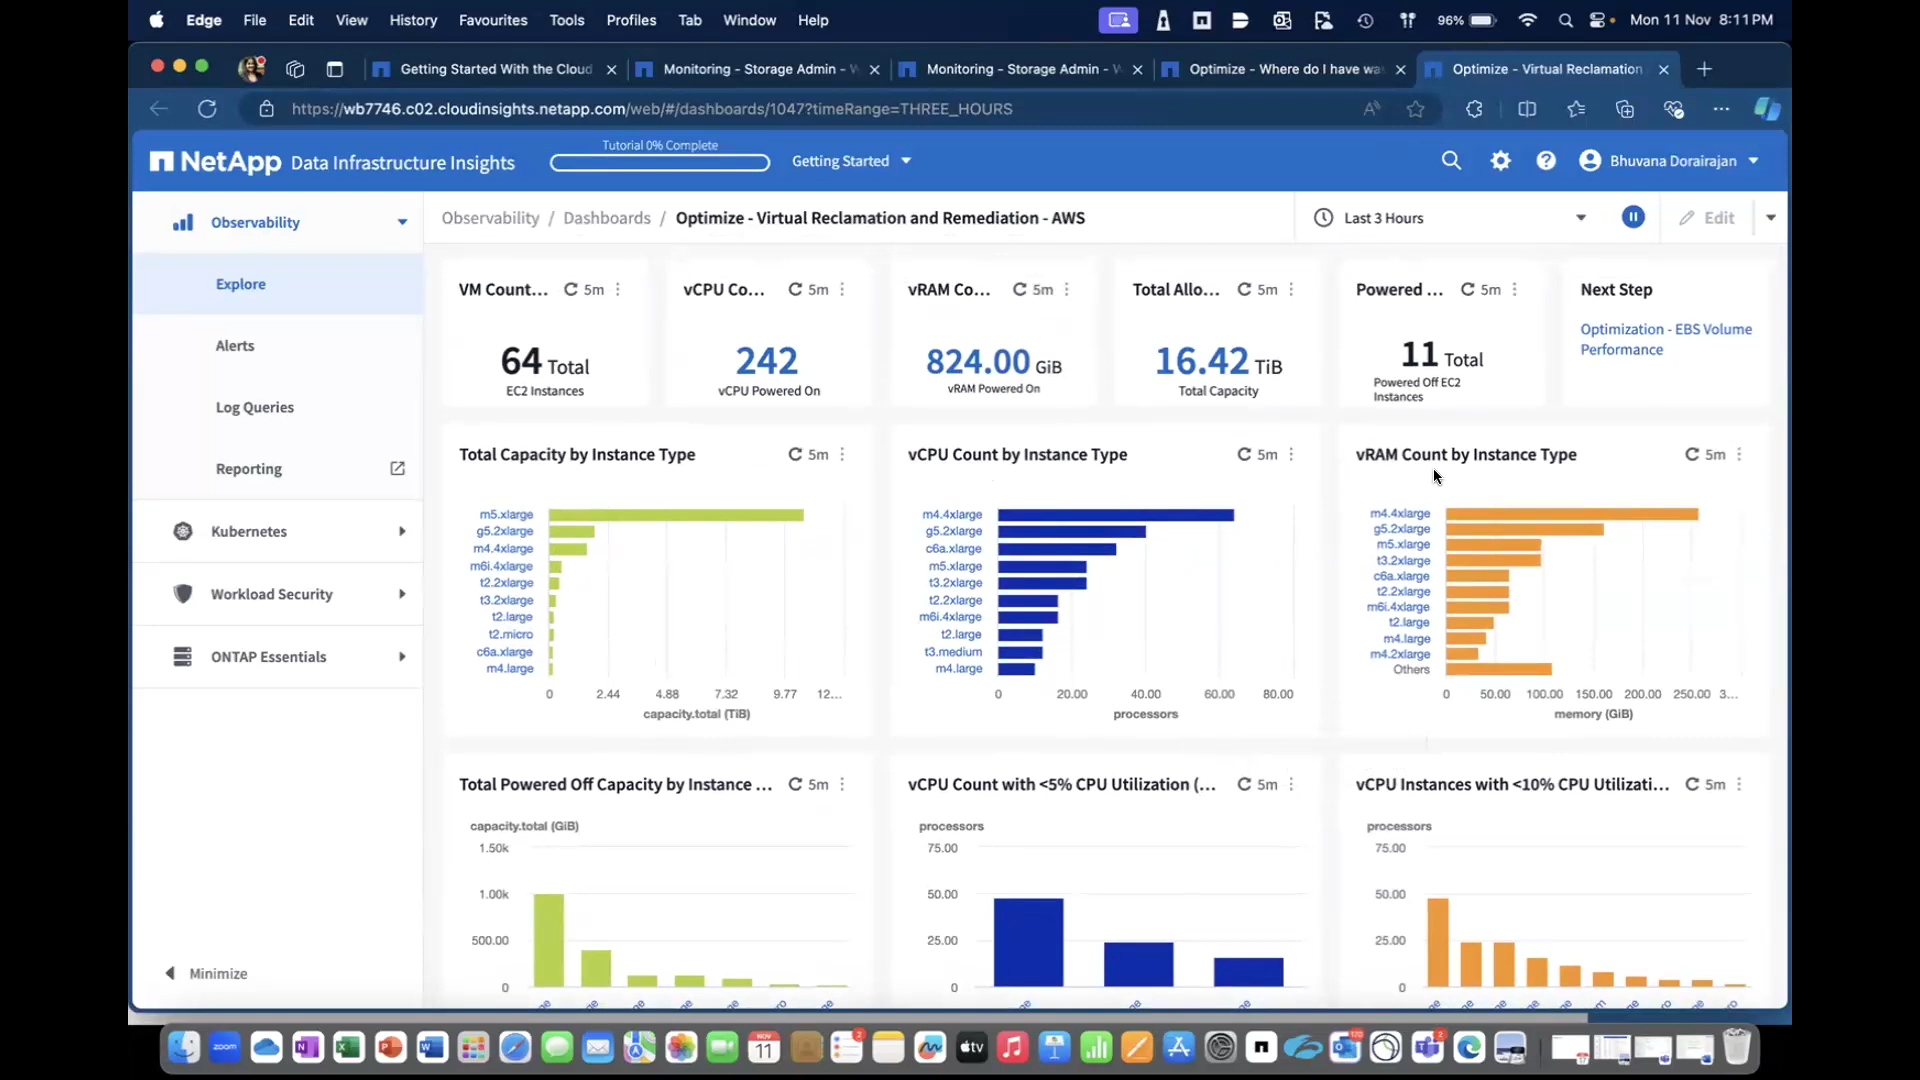 Edge File Edit View History Favourites Tools Profiles Tab Window Help 96% Mon 11 Nov 8:11 PM
Getting Started With the Cloud Monitoring - Storage Admin - Monitoring - Storage Admin - Optimize - Where do I have wa Optimize - Virtual Reclamation
https://wb7746.c02.cloudinsights.netapp.com/web/#/dashboards/1047?timeRange=THREE_HOURS
NetApp Data Infrastructure Insights
Tutorial 0% Complete
Getting Started
Bhuvana Dorairajan
Observability
Explore
Alerts
Log Queries
Reporting
Kubernetes
Workload Security
ONTAP Essentials
Minimize
Observability / Dashboards / Optimize - Virtual Reclamation and Remediation - AWS
Last 3 Hours
Edit
VM Count... 5m
64 Total
EC2 Instances
vCPU Co... 5m
242
vCPU Powered On
vRAM Co... 5m
824.00 GiB
vRAM Powered On
Total Allo... 5m
16.42 TiB
Total Capacity
Powered ... 5m
11 Total
Powered Off EC2
Instances
Next Step
Optimization - EBS Volume
Performance
Total Capacity by Instance Type 5m
m5.xlarge
g5.2xlarge
m4.4xlarge
m6i.4xlarge
t2.2xlarge
t3.2xlarge
t2.large
t2.micro
c6a.xlarge
m4.large
0 2.44 4.88 7.32 9.77 12...
capacity.total (TiB)
vCPU Count by Instance Type 5m
m4.4xlarge
g5.2xlarge
c6a.xlarge
m5.xlarge
t3.2xlarge
t2.2xlarge
m6i.4xlarge
t2.large
t3.medium
m4.large
0 20.00 40.00 60.00 80.00
processors
vRAM Count by Instance Type 5m
m4.4xlarge
g5.2xlarge
m5.xlarge
t3.2xlarge
c6a.xlarge
t2.2xlarge
m6i.4xlarge
t2.large
m4.large
m4.2xlarge
Others
0 50.00 100.00 150.00 200.00 250.00 3...
memory (GiB)
Total Powered Off Capacity by Instance ... 5m
capacity.total (GiB)
1.50k
1.00k
500.00
0
vCPU Count with <5% CPU Utilization (... 5m
processors
75.00
50.00
25.00
0
vCPU Instances with <10% CPU Utilizati... 5m
processors
75.00
50.00
25.00
0
zoom
NOV
11
tv